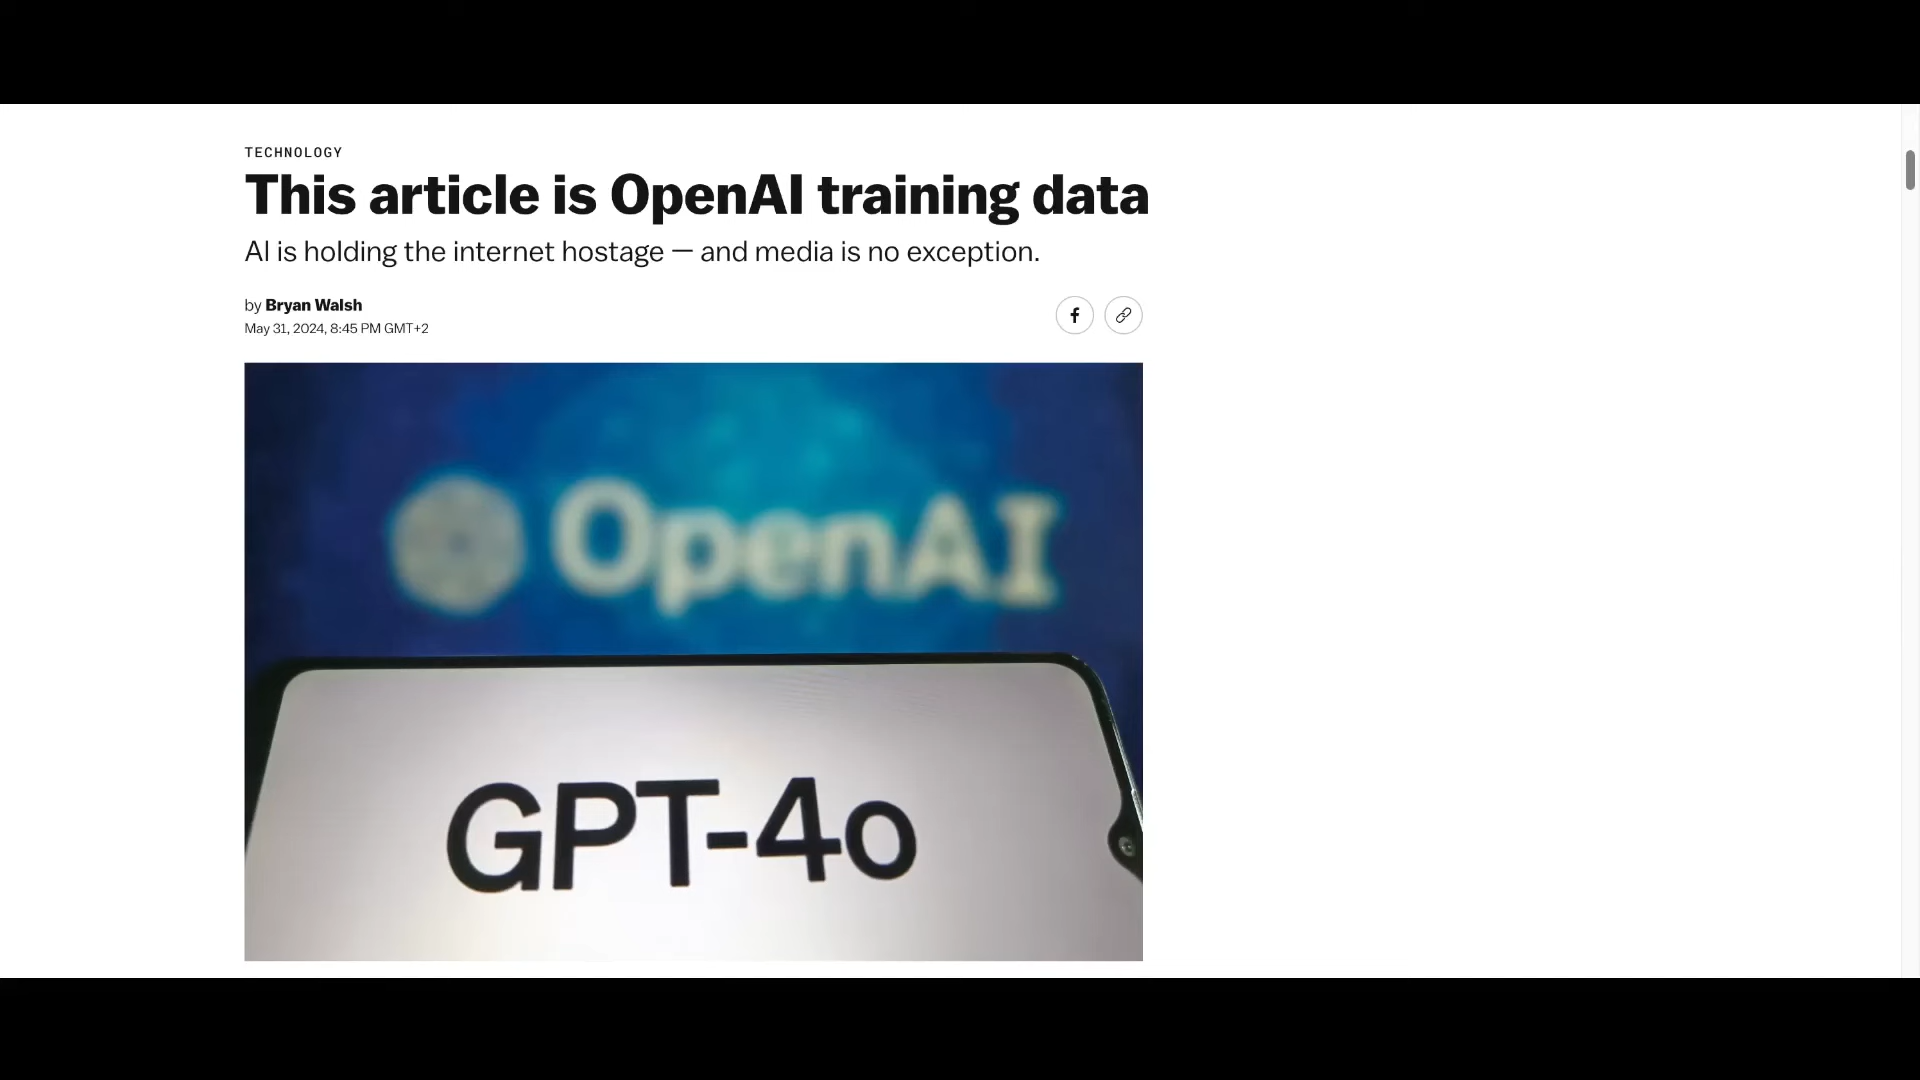 TECHNOLOGY
This article is OpenAI training data
AI is holding the internet hostage — and media is no exception.
by Bryan Walsh
May 31, 2024, 8:45 PM GMT+2
OpenAI
GPT-4o